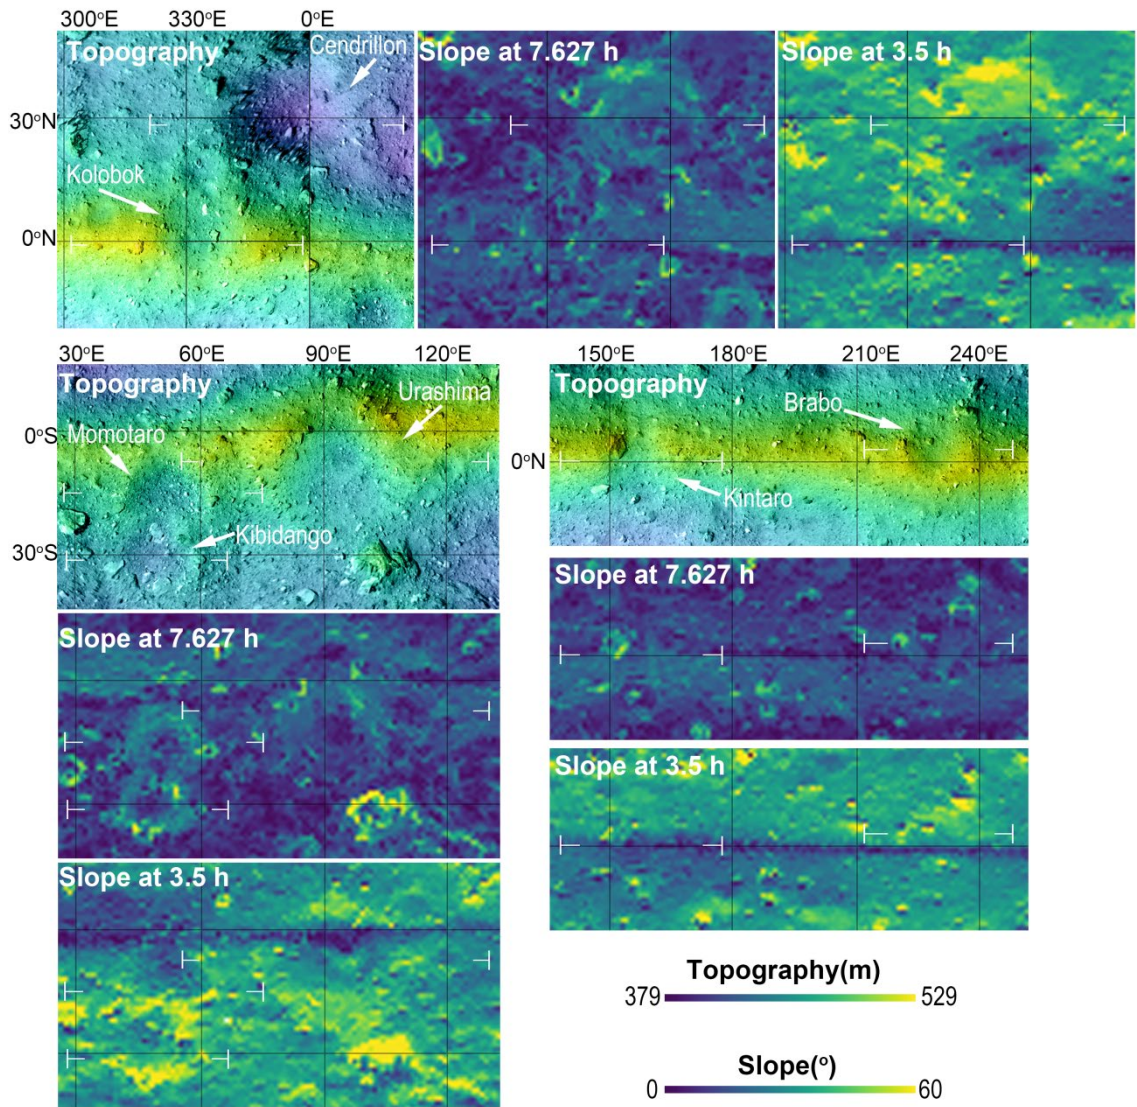 300°E 330°E 0°E
Topography
Cendrillon
Slope at 7.627 h
Slope at 3.5 h
30°N
Kolobok
0°N
30°E 60°E 90°E 120°E
Topography
Urashima
0°S
Momotaro
Kibidango
30°S
150°E 180°E 210°E 240°E
Topography
Brabo
0°N
Kintaro
Slope at 7.627 h
Slope at 7.627 h
Slope at 3.5 h
Slope at 3.5 h
Topography(m)
379 529
Slope(°)
0 60